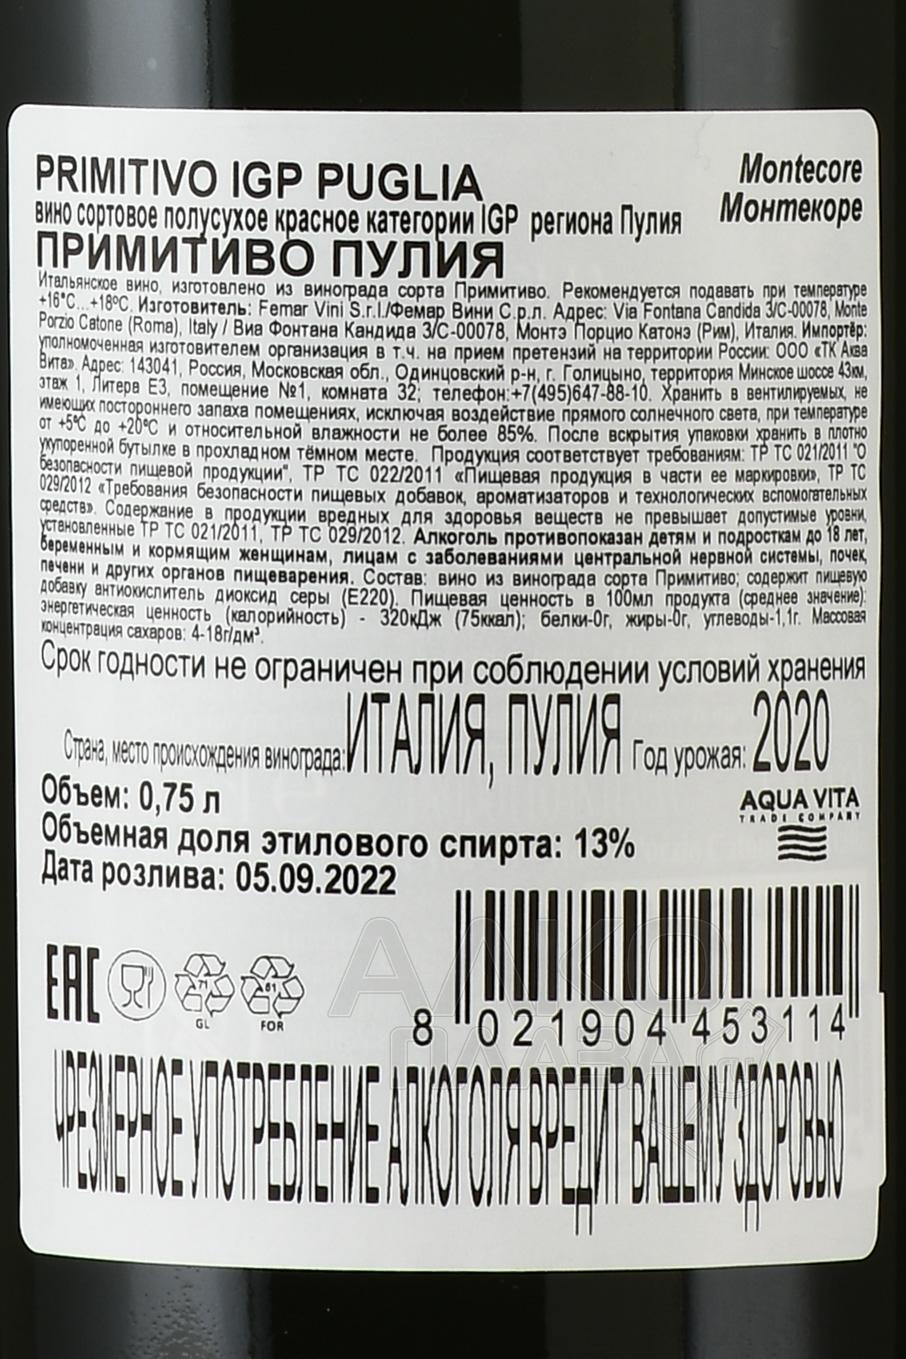 PRIMITIVO IGP PUGLIA
Montecore
вино сортовое полусухое красное категории IGP региона Пулия
Монтекоре
ПРИМИТИВО ПУЛИЯ
Итальянское вино, изготовлено из винограда сорта Примитиво. Рекомендуется подавать при температуре
+16°C...+18°C. Изготовитель: Femar Vini S.r.l./Фемар Вини С.р.л. Адрес: Via Fontana Candida 3/C-00078, Monte
Porzio Catone (Roma), Italy / Виа Фонтана Кандида 3/С-00078, Монтэ Порцио Катонэ (Рим), Италия. Импортёр:
уполномоченная изготовителем организация в т.ч. на прием претензий на территории России: ООО «ТК Аква
Вита». Адрес: 143041, Россия, Московская обл., Одинцовский р-н, г. Голицыно, территория Минское шоссе 43км,
этаж 1, Литера Е3, помещение №1, комната 32; телефон:+7(495)647-88-10. Хранить в вентилируемых, не
имеющих постороннего запаха помещениях, исключая воздействие прямого солнечного света, при температуре
от +5°C до +20°C и относительной влажности не более 85%. После вскрытия упаковки хранить в плотно
укупоренной бутылке в прохладном тёмном месте. Продукция соответствует требованиям: ТР ТС 021/2011 "О
безопасности пищевой продукции", ТР ТС 022/2011 «Пищевая продукция в части ее маркировки», ТР ТС
029/2012 «Требования безопасности пищевых добавок, ароматизаторов и технологических вспомогательных
средств». Содержание в продукции вредных для здоровья веществ не превышает допустимые уровни,
установленные ТР ТС 021/2011, ТР ТС 029/2012. Алкоголь противопоказан детям и подросткам до 18 лет,
беременным и кормящим женщинам, лицам с заболеваниями центральной нервной системы, почек,
печени и других органов пищеварения. Состав: вино из винограда сорта Примитиво; содержит пищевую
добавку антиокислитель диоксид серы (Е220). Пищевая ценность в 100мл продукта (среднее значение):
энергетическая ценность (калорийность) - 320кДж (75ккал); белки-0г, жиры-0г, углеводы-1,1г. Массовая
концентрация сахаров: 4-18г/дм³.
Срок годности не ограничен при соблюдении условий хранения
Страна, место происхождения винограда: ИТАЛИЯ, ПУЛИЯ Год урожая: 2020
Объем: 0,75 л
AQUA VITA
TRADE COMPANY
Объемная доля этилового спирта: 13%
Дата розлива: 05.09.2022
EAC
71
GL
61
FOR
АЛКО
ПЛАЗА.ru
8 021904 453114
ЧРЕЗМЕРНОЕ УПОТРЕБЛЕНИЕ АЛКОГОЛЯ ВРЕДИТ ВАШЕМУ ЗДОРОВЬЮ